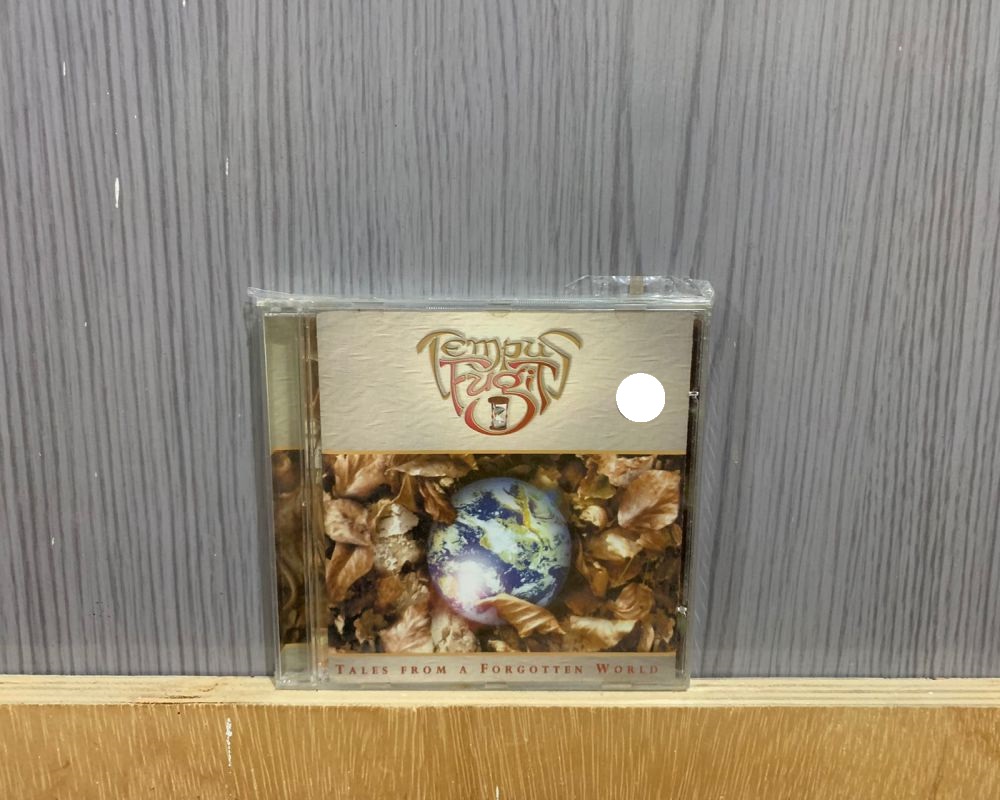 Tempus
Fugit
Tales from a Forgotten World